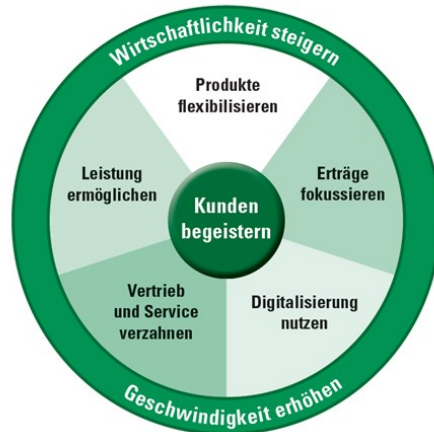 Wirtschaftlichkeit steigern
Produkte
flexibilisieren
Leistung
ermöglichen
Erträge
fokussieren
Kunden
begeistern
Vertrieb
und Service
verzahnen
Digitalisierung
nutzen
Geschwindigkeit erhöhen